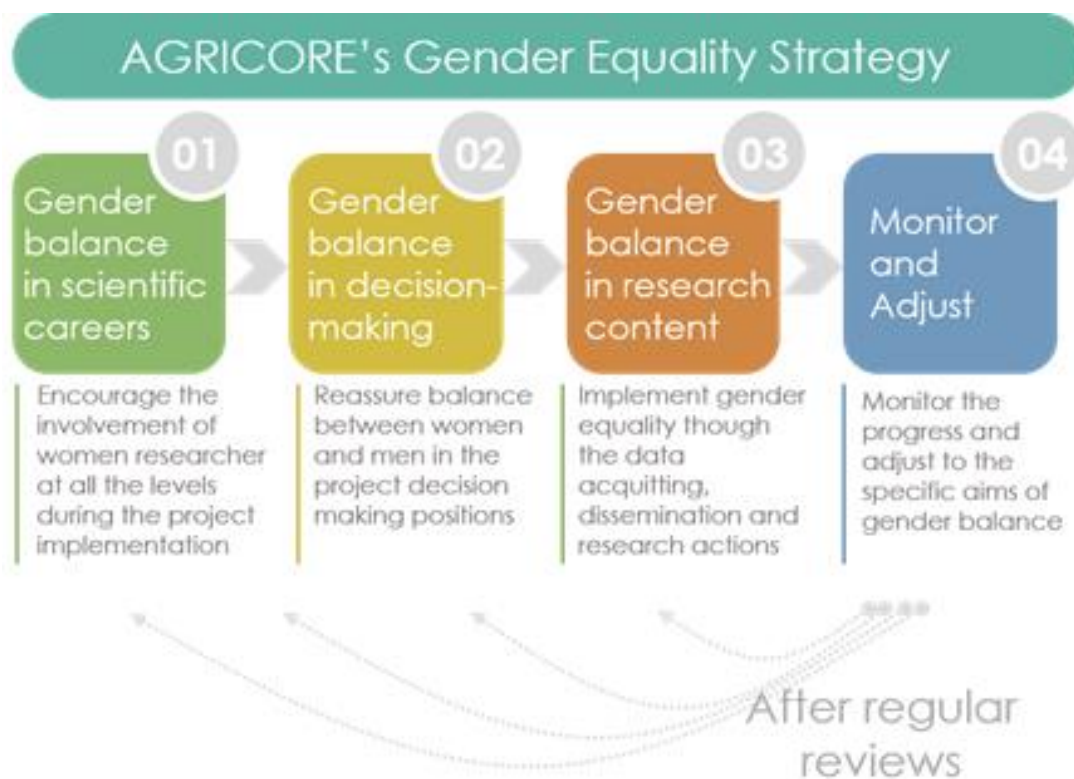 AGRICORE's Gender Equality Strategy
01
Gender
balance
in scientific
careers
Encourage the
involvement of
women researcher
at all the levels
during the project
implementation
02
Gender
balance
in decision-
making
Reassure balance
between women
and men in the
project decision
making positions
03
Gender
balance
in research
content
Implement gender
equality though
the data
acquitting,
dissemination and
research actions
04
Monitor
and
Adjust
Monitor the
progress and
adjust to the
specific aims of
gender balance
After regular
reviews